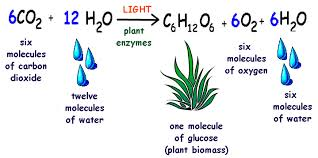 6CO2 + 12 H2O LIGHT plant enzymes C6H12O6 + 6O2 + 6H2O
six molecules of carbon dioxide
twelve molecules of water
one molecule of glucose (plant biomass)
six molecules of oxygen
six molecules of water